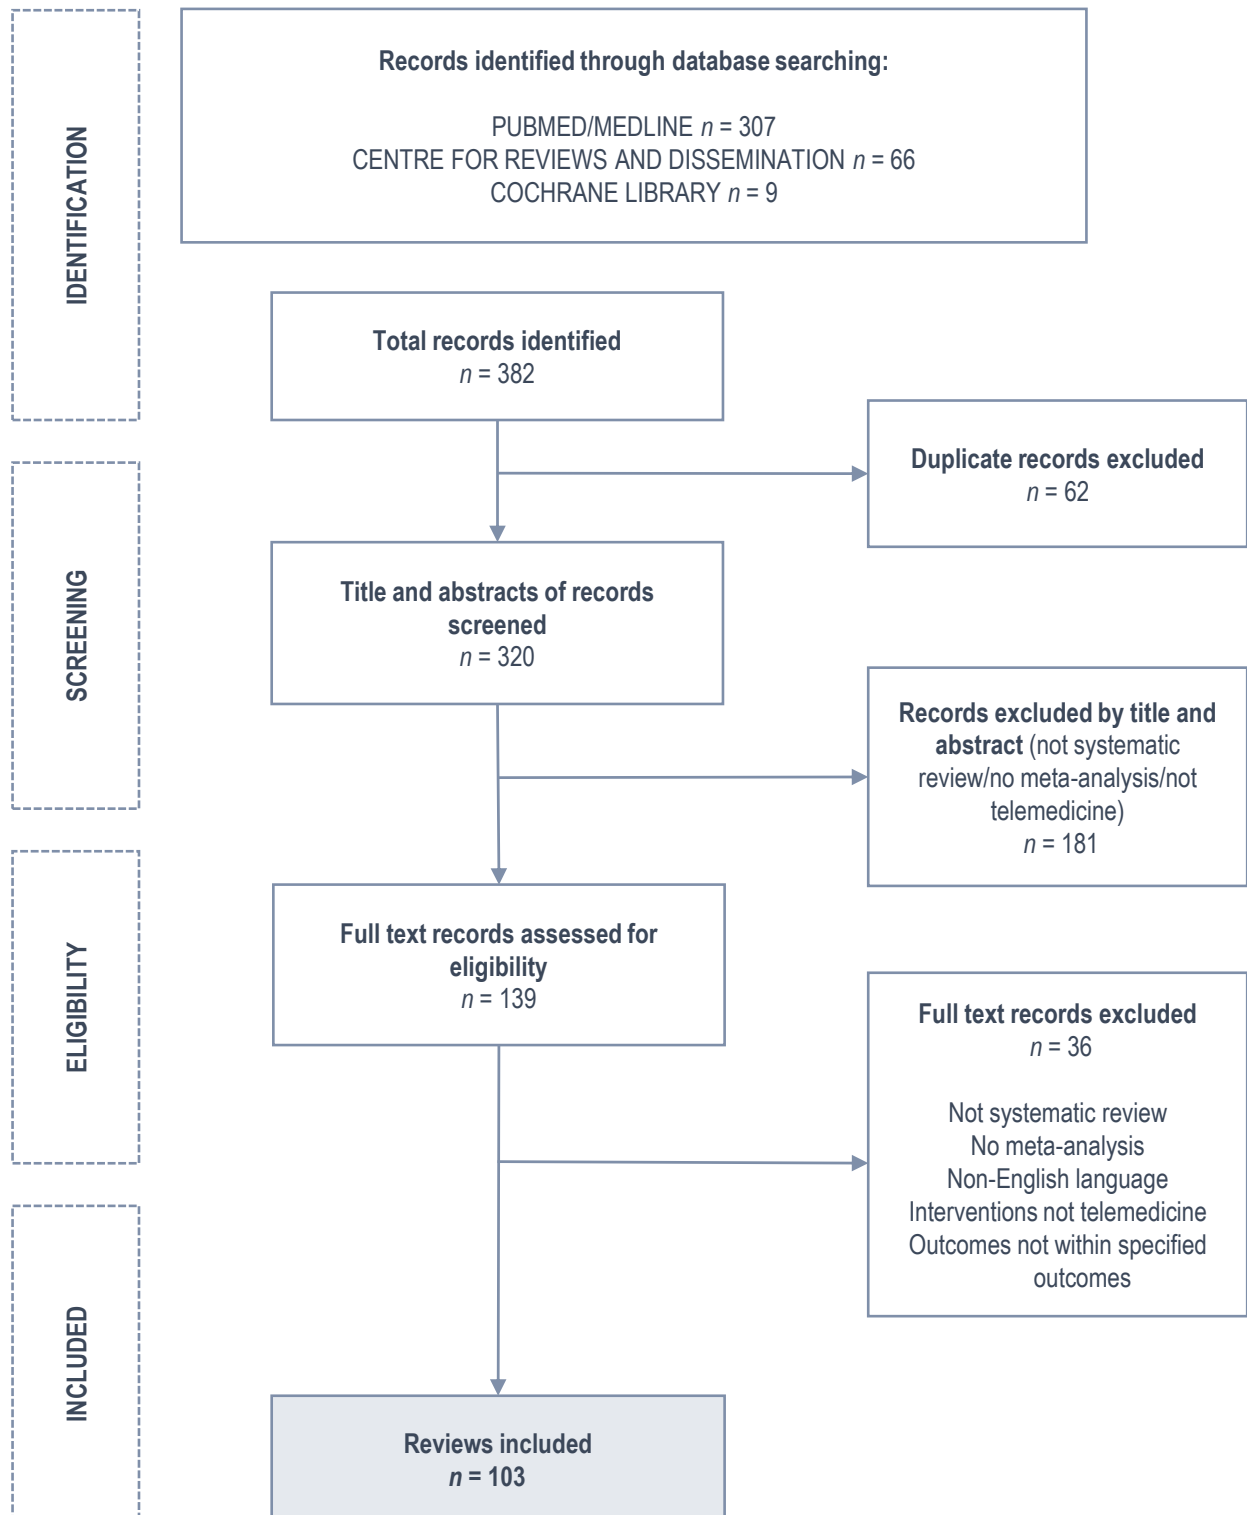 IDENTIFICATION
Records identified through database searching:
PUBMED/MEDLINE n = 307
CENTRE FOR REVIEWS AND DISSEMINATION n = 66
COCHRANE LIBRARY n = 9
Total records identified
n = 382
Duplicate records excluded
n = 62
SCREENING
Title and abstracts of records
screened
n = 320
Records excluded by title and
abstract (not systematic
review/no meta-analysis/not
telemedicine)
n = 181
ELIGIBILITY
Full text records assessed for
eligibility
n = 139
Full text records excluded
n = 36
Not systematic review
No meta-analysis
Non-English language
Interventions not telemedicine
Outcomes not within specified
outcomes
INCLUDED
Reviews included
n = 103